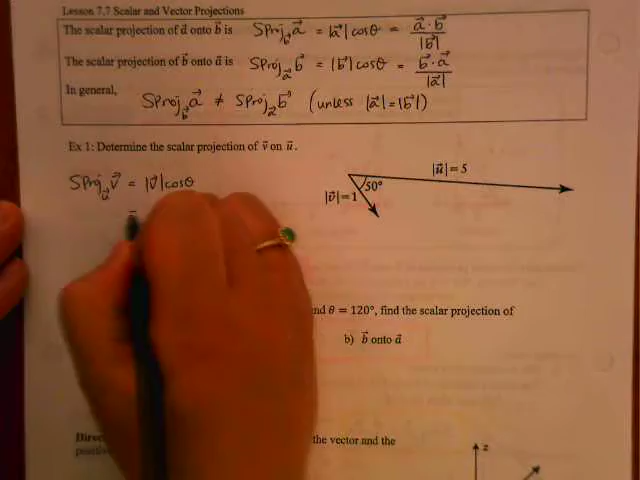 Lesson 7.7 Scalar and Vector Projections
The scalar projection of a⃗ onto b⃗ is SProj_b⃗ a⃗ = |a⃗|cosθ = a⃗·b⃗ / |b⃗|
The scalar projection of b⃗ onto a⃗ is SProj_a⃗ b⃗ = |b⃗|cosθ = b⃗·a⃗ / |a⃗|
In general, SProj_b⃗ a⃗ ≠ SProj_a⃗ b⃗ (unless |a⃗|=|b⃗|)
Ex 1: Determine the scalar projection of v⃗ on u⃗.
SProj_u⃗ v⃗ = |v⃗|cosθ
|u⃗|=5
50°
|v⃗|=1
=
nd θ = 120°, find the scalar projection of
b) b⃗ onto a⃗
the vector and the
z